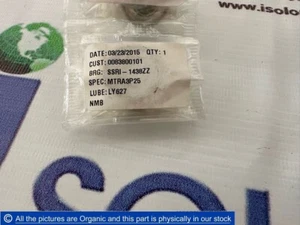 www.isolo
DATE: 03/23/2015 QTY: 1
CUST: 0083800101
BRG: SSRI-1438ZZ
SPEC: MTRA3P25
LUBE: LY627
NMB
All the pictures are Organic and this part is physically in our stock